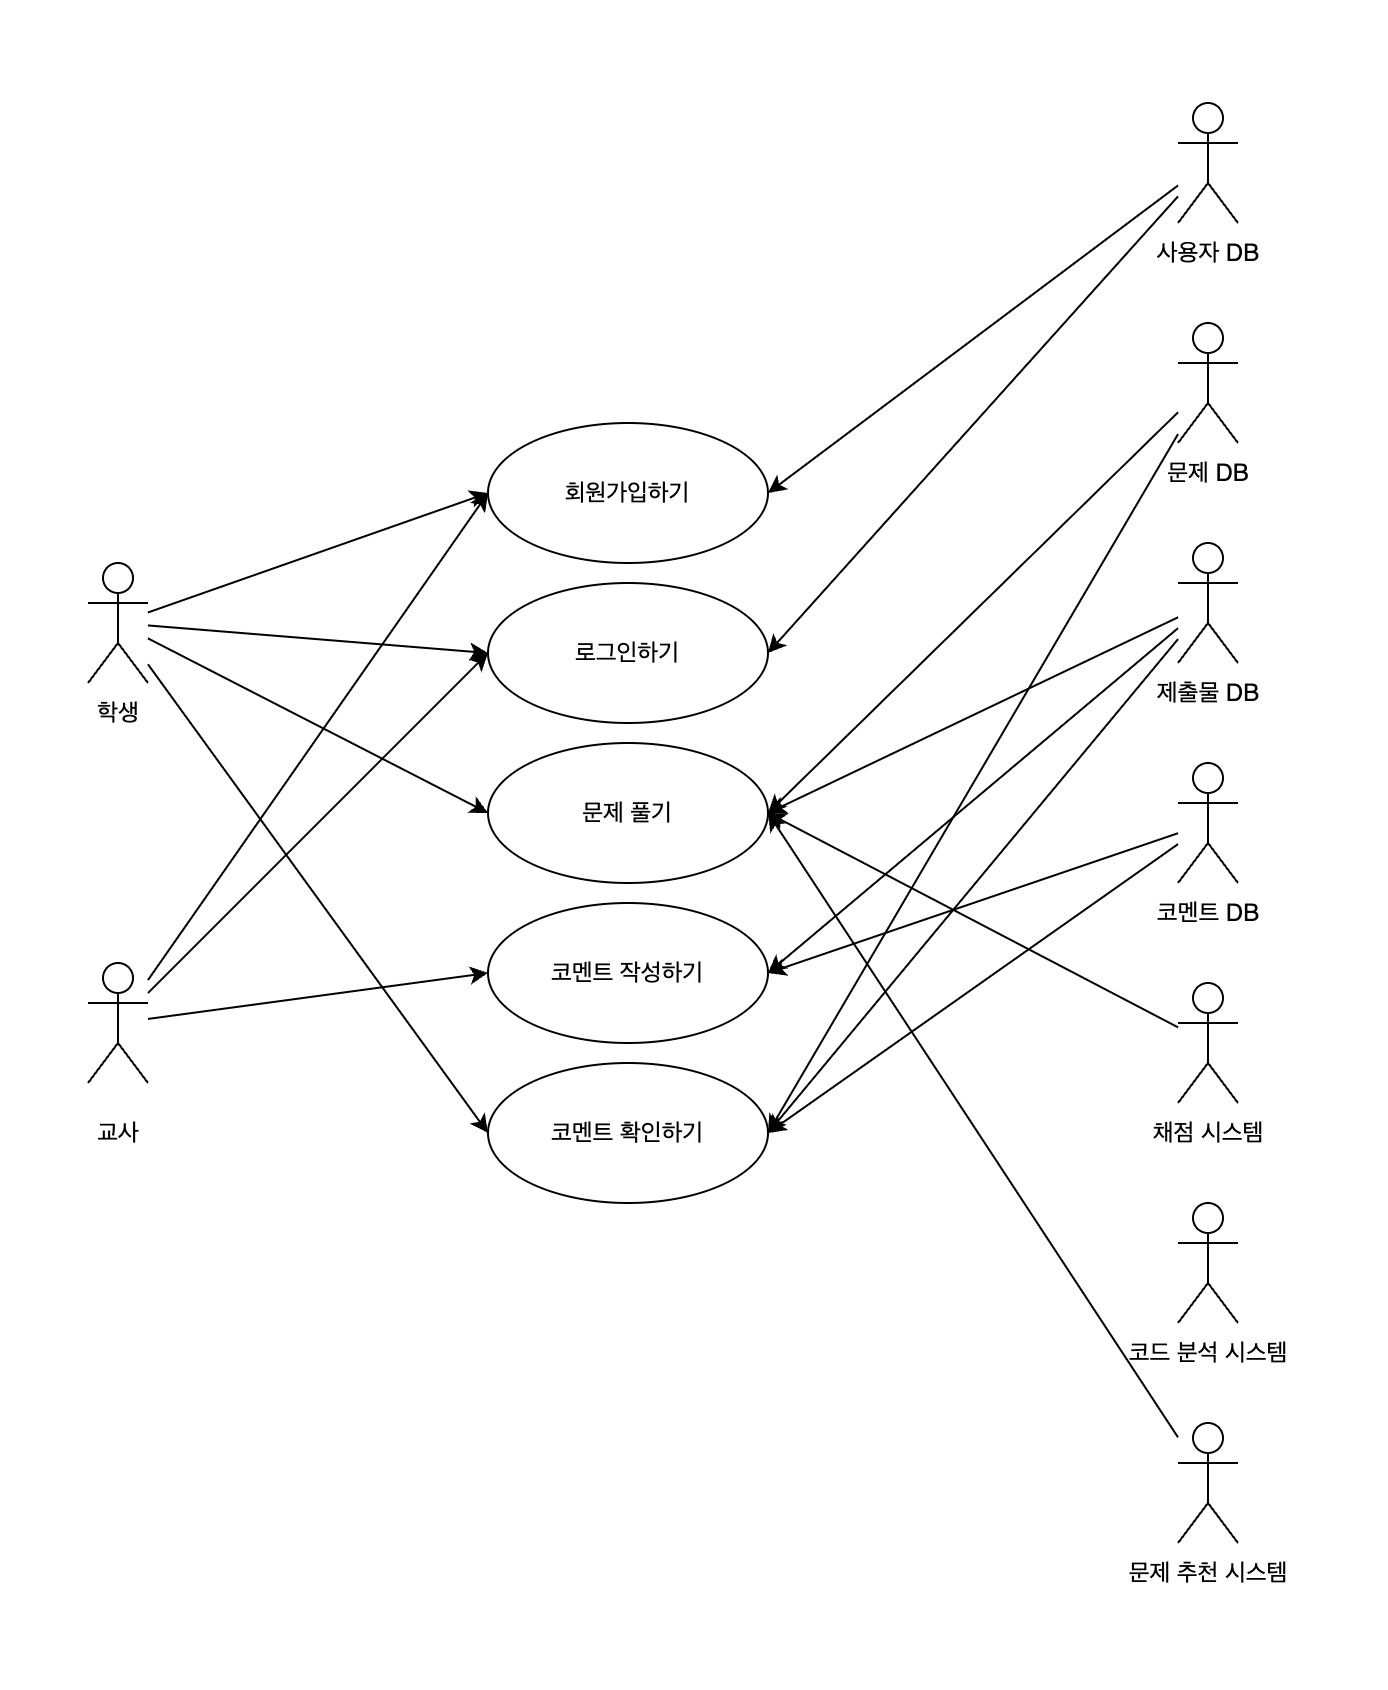 사용자 DB
문제 DB
회원가입하기
로그인하기
학생
제출물 DB
문제 풀기
코멘트 DB
코멘트 작성하기
교사
코멘트 확인하기
채점 시스템
코드 분석 시스템
문제 추천 시스템